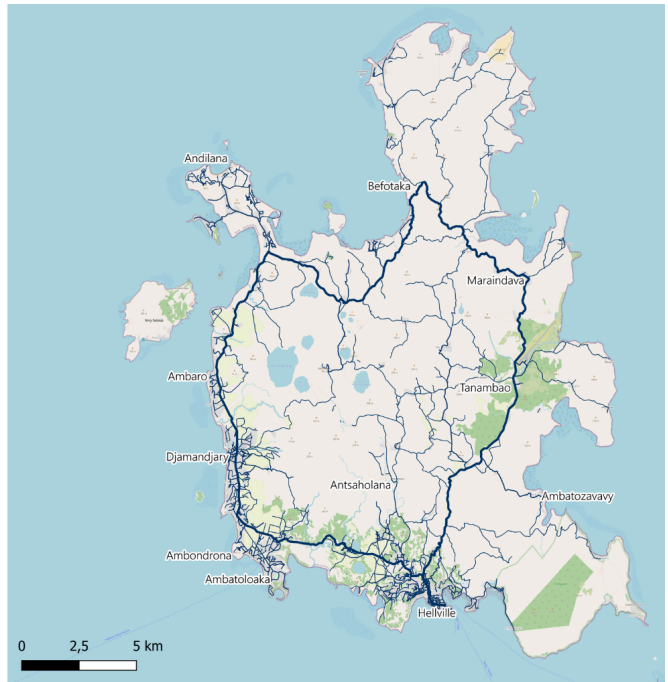 Andilana
Befotaka
Maraindava
Ambaro
Tanambao
Djamandjary
Antsaholana
Ambatozavavy
Ambondrona
Ambatoloaka
Hellville
0 2,5 5 km